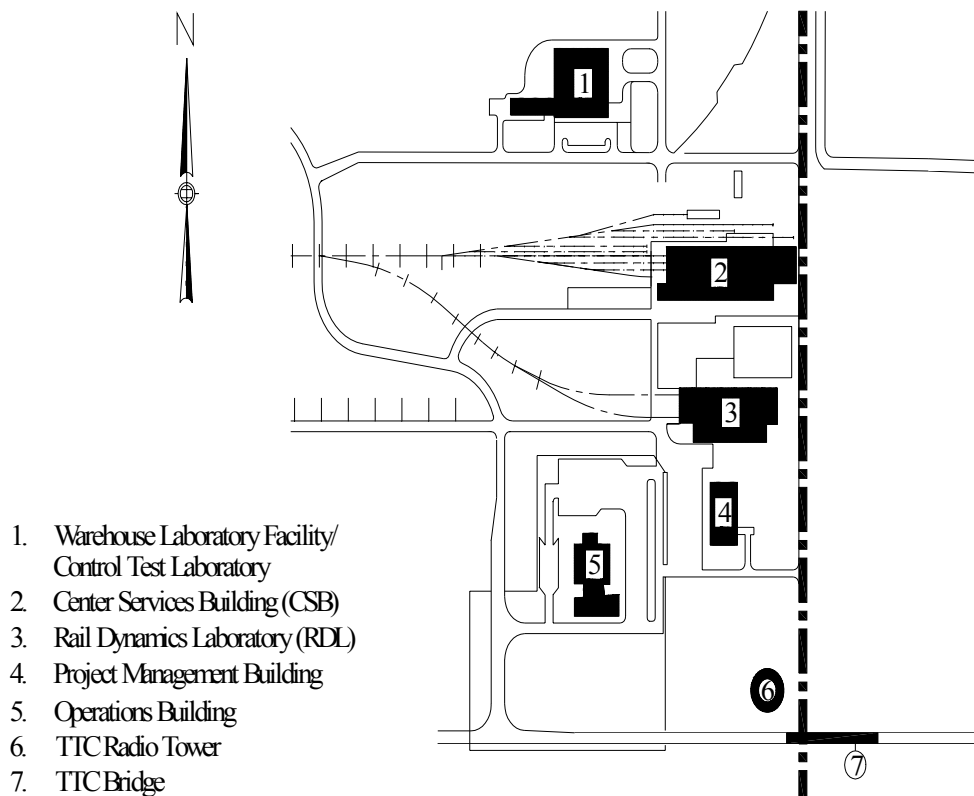 N
1
2
3
4
5
6
7
1. Warehouse Laboratory Facility/
Control Test Laboratory
2. Center Services Building (CSB)
3. Rail Dynamics Laboratory (RDL)
4. Project Management Building
5. Operations Building
6. TTC Radio Tower
7. TTC Bridge